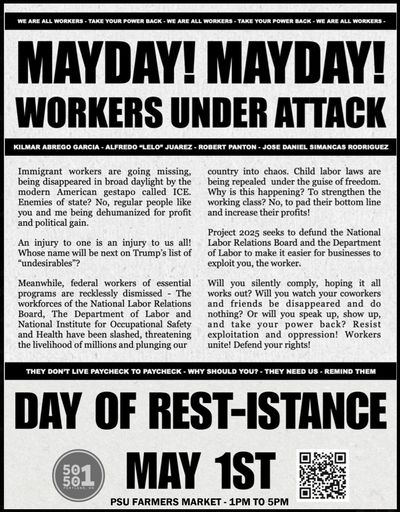 WE ARE ALL WORKERS - TAKE YOUR POWER BACK - WE ARE ALL WORKERS - TAKE YOUR POWER BACK - WE ARE ALL WORKERS -
MAYDAY! MAYDAY!
WORKERS UNDER ATTACK
KILMAR ABREGO GARCIA - ALFREDO “LELO” JUAREZ - ROBERT PANTON - JOSE DANIEL SIMANCAS RODRIGUEZ
Immigrant workers are going missing,
being disappeared in broad daylight by the
modern American gestapo called ICE.
Enemies of state? No, regular people like
you and me being dehumanized for profit
and political gain.
An injury to one is an injury to us all!
Whose name will be next on Trump's list of
“undesirables”?
Meanwhile, federal workers of essential
programs are recklessly dismissed - The
workforces of the National Labor Relations
Board, The Department of Labor and
National Institute for Occupational Safety
and Health have been slashed, threatening
the livelihood of millions and plunging our
country into chaos. Child labor laws are
being repealed under the guise of freedom.
Why is this happening? To strengthen the
working class? No, to pad their bottom line
and increase their profits!
Project 2025 seeks to defund the National
Labor Relations Board and the Department
of Labor to make it easier for businesses to
exploit you, the worker.
Will you silently comply, hoping it all
works out? Will you watch your coworkers
and friends be disappeared and do
nothing? Or will you speak up, show up,
and take your power back? Resist
exploitation and oppression! Workers
unite! Defend your rights!
THEY DON'T LIVE PAYCHECK TO PAYCHECK - WHY SHOULD YOU? - THEY NEED US - REMIND THEM
DAY OF REST-ISTANCE
50
50 1
PORTLAND, OR
MAY 1ST
PSU FARMERS MARKET - 1PM TO 5PM